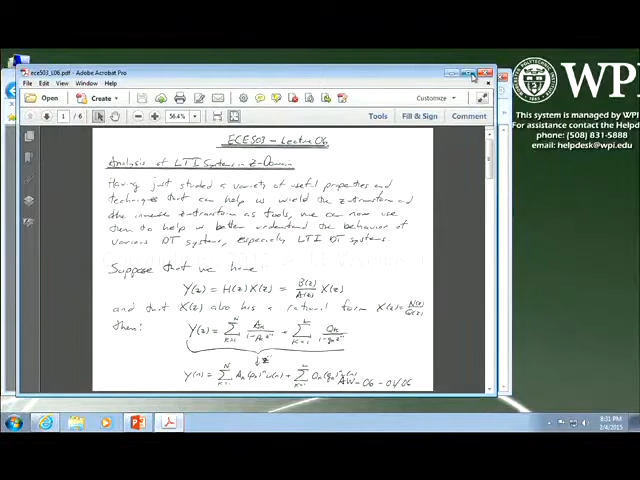 ece503_L06.pdf - Adobe Acrobat Pro
File Edit View Window Help
Open Create Customize
1 / 6 56.4% Tools Fill & Sign Comment
ECE503 - Lecture 06
Analysis of LTI Systems in z-Domain
Having just studied a variety of useful properties and
techniques that can help us wield the z-transform and
the inverse z-transform as tools, we can now use
them to help us better understand the behavior of
various DT systems, especially LTI DT systems.
Suppose that we have
Y(z) = H(z)X(z) = B(z)/A(z) X(z)
and that X(z) also has a rational form X(z) = N(z)/Q(z)
then:
Y(z) = Σ
Y(n) = Σ
AW-06-01/06
WPI
This system is managed by WPI
For assistance contact the Helpd
phone: (508) 831-5888
email: helpdesk@wpi.edu
8:31 PM
2/4/2015